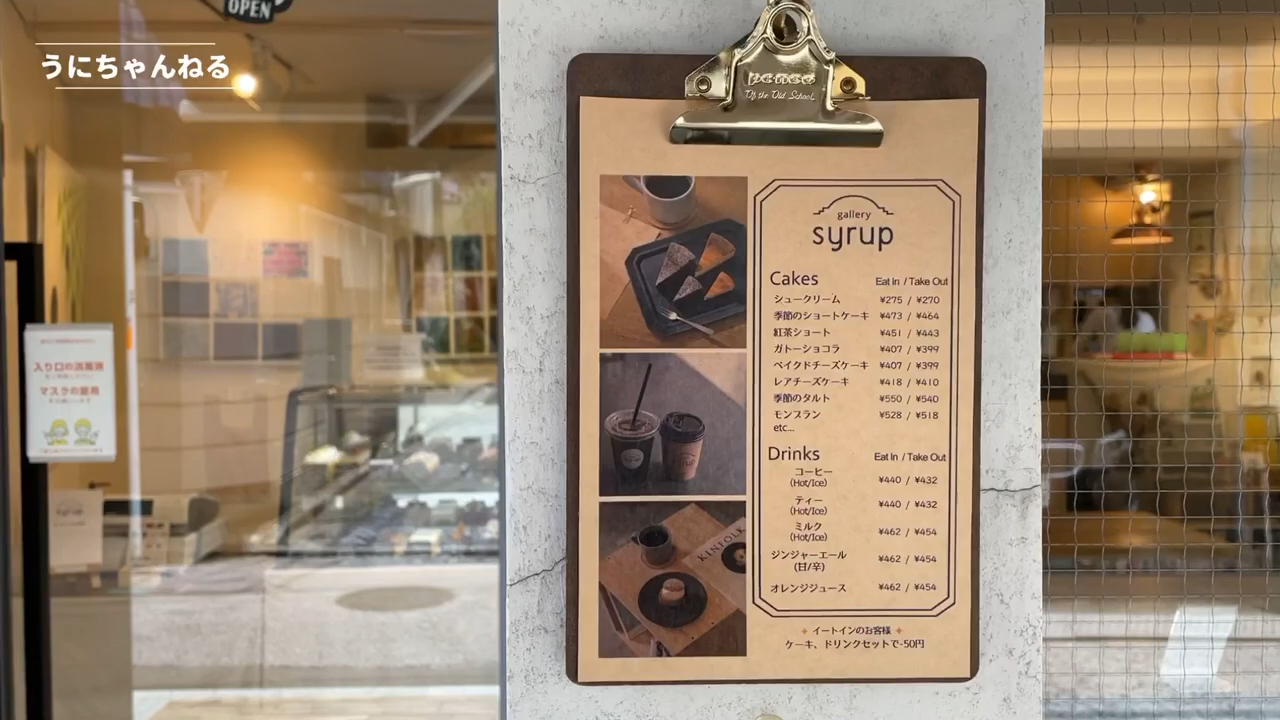 OPEN
うにちゃんねる
PENCO
Of the Old School
gallery
syrup
Cakes Eat In / Take Out
シュークリーム ¥275 / ¥270
季節のショートケーキ ¥473 / ¥464
紅茶ショート ¥451 / ¥443
ガトーショコラ ¥407 / ¥399
ベイクドチーズケーキ ¥407 / ¥399
レアチーズケーキ ¥418 / ¥410
季節のタルト ¥550 / ¥540
モンブラン ¥528 / ¥518
etc...
Drinks Eat In / Take Out
コーヒー ¥440 / ¥432
(Hot/Ice)
ティー ¥440 / ¥432
(Hot/Ice)
ミルク ¥462 / ¥454
(Hot/Ice)
ジンジャーエール ¥462 / ¥454
(甘/辛)
オレンジジュース ¥462 / ¥454
イートインのお客様
ケーキ、ドリンクセットで-50円
syrup
KINFOLK
入り口の消毒液
マスクの着用